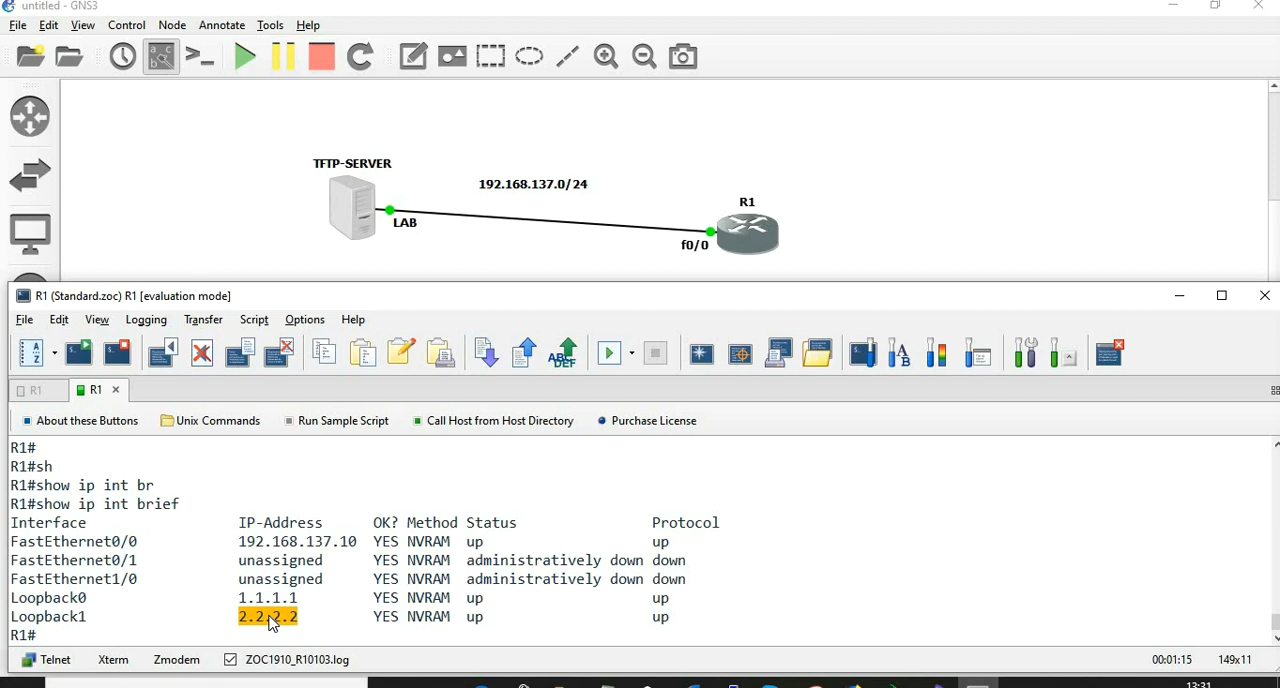 untitled - GNS3
File Edit View Control Node Annotate Tools Help
TFTP-SERVER
192.168.137.0/24
R1
LAB
f0/0
R1 (Standard.zoc) R1 [evaluation mode]
File Edit View Logging Transfer Script Options Help
R1
R1
About these Buttons Unix Commands Run Sample Script Call Host from Host Directory Purchase License
R1#
R1#sh
R1#show ip int br
R1#show ip int brief
Interface IP-Address OK? Method Status Protocol
FastEthernet0/0 192.168.137.10 YES NVRAM up up
FastEthernet0/1 unassigned YES NVRAM administratively down down
FastEthernet1/0 unassigned YES NVRAM administratively down down
Loopback0 1.1.1.1 YES NVRAM up up
Loopback1 2.2.2.2 YES NVRAM up up
R1#
Telnet Xterm Zmodem ZOC1910_R10103.log 00:01:15 149x11
13:31